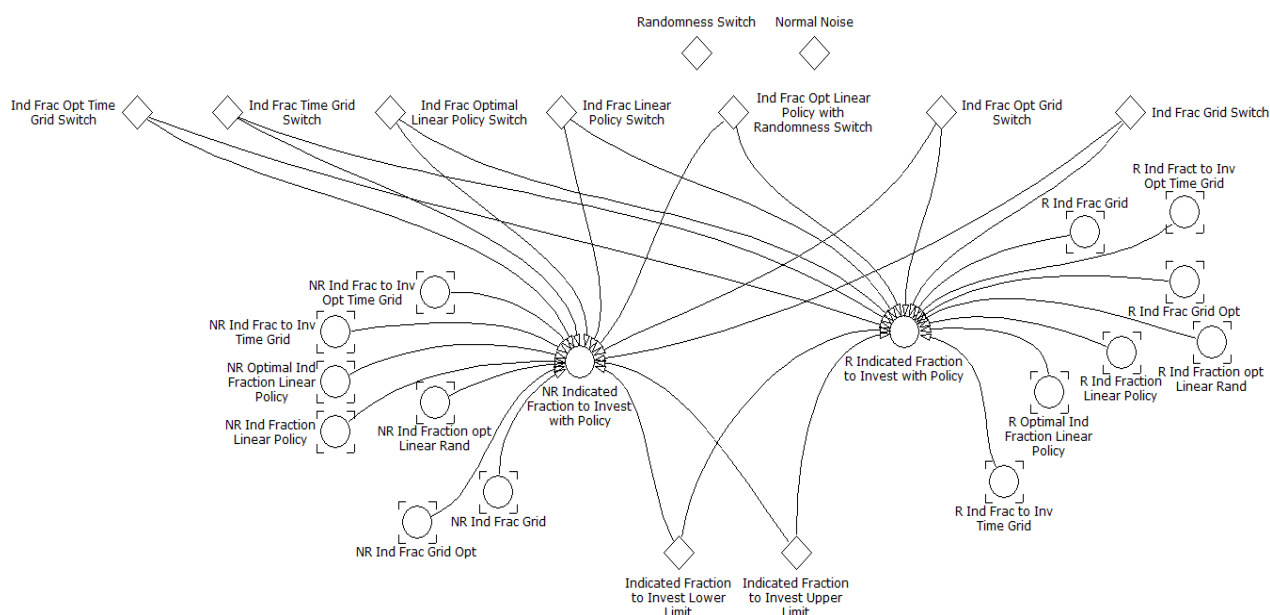 Randomness Switch
Normal Noise
Ind Frac Opt Time
Grid Switch
Ind Frac Time Grid
Switch
Ind Frac Optimal
Linear Policy Switch
Ind Frac Linear
Policy Switch
Ind Frac Opt Linear
Policy with
Randomness Switch
Ind Frac Opt Grid
Switch
Ind Frac Grid Switch
R Ind Fract to Inv
Opt Time Grid
R Ind Frac Grid
NR Ind Frac to Inv
Opt Time Grid
R Ind Frac Grid Opt
NR Ind Frac to Inv
Time Grid
NR Optimal Ind
Fraction Linear
Policy
NR Indicated
Fraction to Invest
with Policy
R Indicated Fraction
to Invest with Policy
R Ind Fraction
Linear Policy
R Ind Fraction opt
Linear Rand
NR Ind Fraction
Linear Policy
NR Ind Fraction opt
Linear Rand
R Optimal Ind
Fraction Linear
Policy
NR Ind Frac Grid
R Ind Frac to Inv
Time Grid
NR Ind Frac Grid Opt
Indicated Fraction
to Invest Lower
Limit
Indicated Fraction
to Invest Upper
Limit